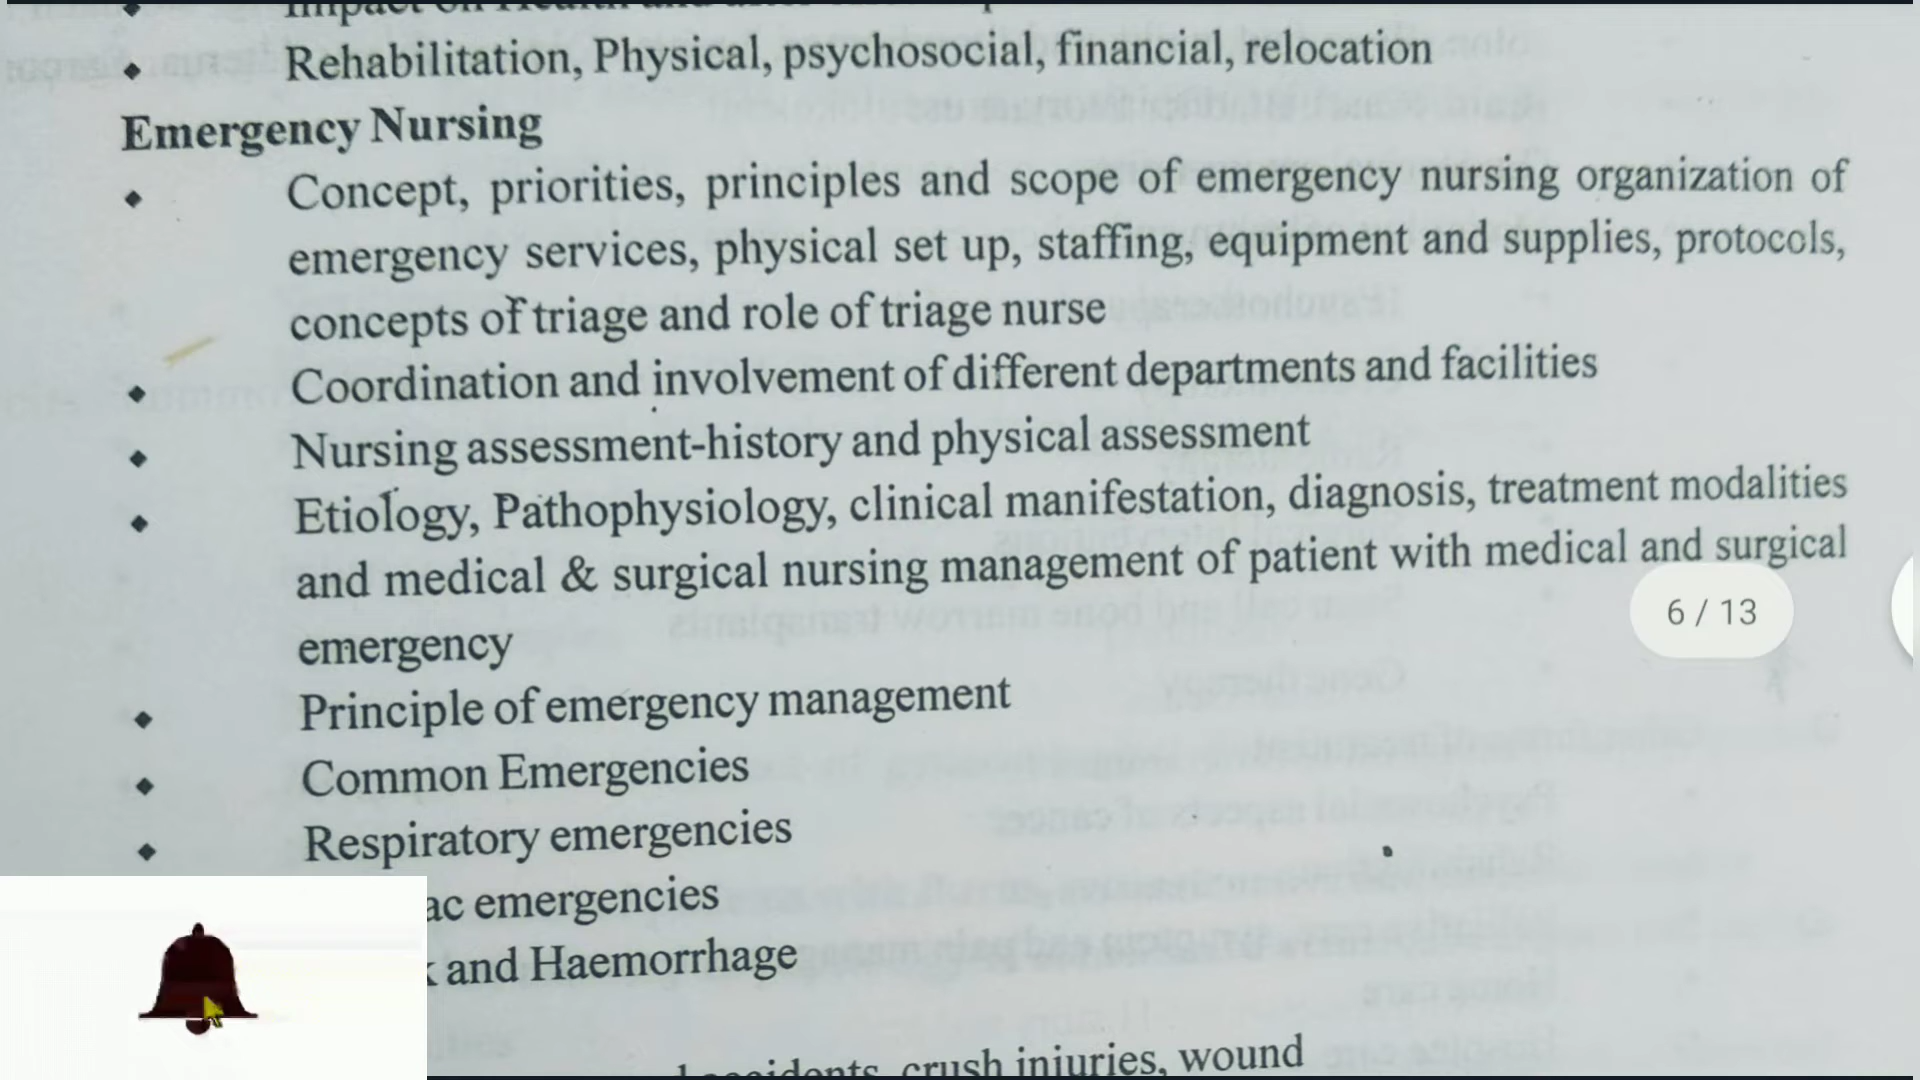 Rehabilitation, Physical, psychosocial, financial, relocation
Emergency Nursing
Concept, priorities, principles and scope of emergency nursing organization of
emergency services, physical set up, staffing, equipment and supplies, protocols,
concepts of triage and role of triage nurse
Coordination and involvement of different departments and facilities
Nursing assessment-history and physical assessment
Etiology, Pathophysiology, clinical manifestation, diagnosis, treatment modalities
and medical & surgical nursing management of patient with medical and surgical
emergency
6 / 13
Principle of emergency management
Common Emergencies
Respiratory emergencies
emergencies
and Haemorrhage
crush injuries, wound